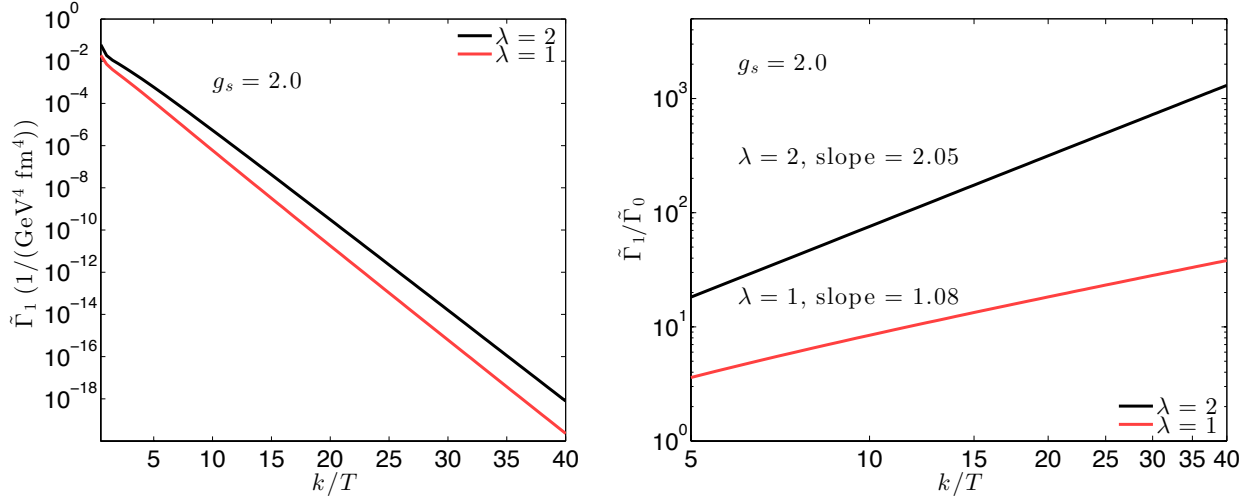 10^0
10^{-2}
10^{-4}
10^{-6}
10^{-8}
10^{-10}
10^{-12}
10^{-14}
10^{-16}
10^{-18}
Γ̃_1 (1/(GeV^4 fm^4))
λ = 2
λ = 1
g_s = 2.0
5 10 15 20 25 30 35 40
k/T
10^3
10^2
10^1
10^0
Γ̃_1/Γ̃_0
g_s = 2.0
λ = 2, slope = 2.05
λ = 1, slope = 1.08
λ = 2
λ = 1
5 10 15 20 25 30 35 40
k/T